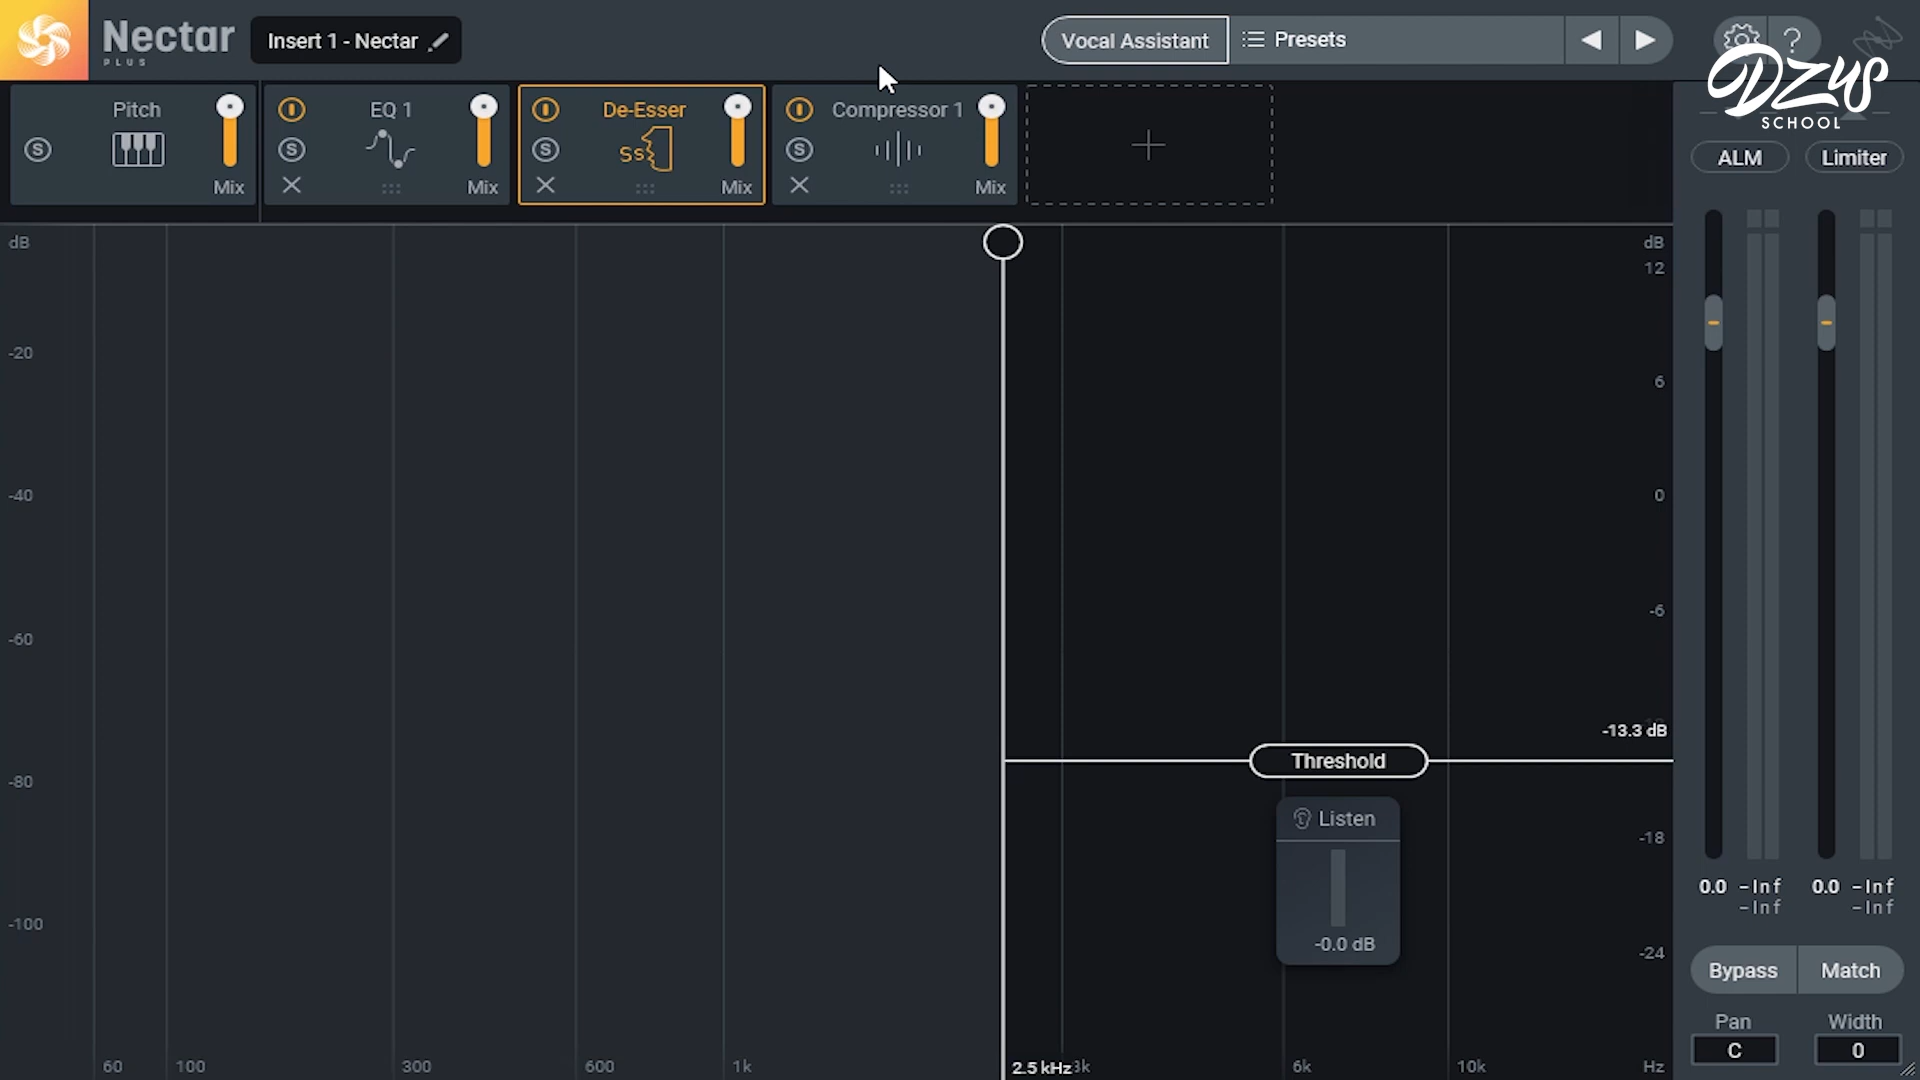 Nectar
PLUS
Insert 1 - Nectar
Vocal Assistant
Presets
?
Dzus
SCHOOL
Pitch
S
Mix
EQ 1
S
Mix
De-Esser
S
Ss
Mix
Compressor 1
S
Mix
ALM
Limiter
dB
-20
-40
-60
-80
-100
dB
12
6
0
-6
-13.3 dB
-18
-24
Threshold
Listen
-0.0 dB
60
100
300
600
1k
2.5 kHz
6k
10k
Hz
0.0 -Inf
-Inf
0.0 -Inf
-Inf
Bypass
Match
Pan
Width
C
0